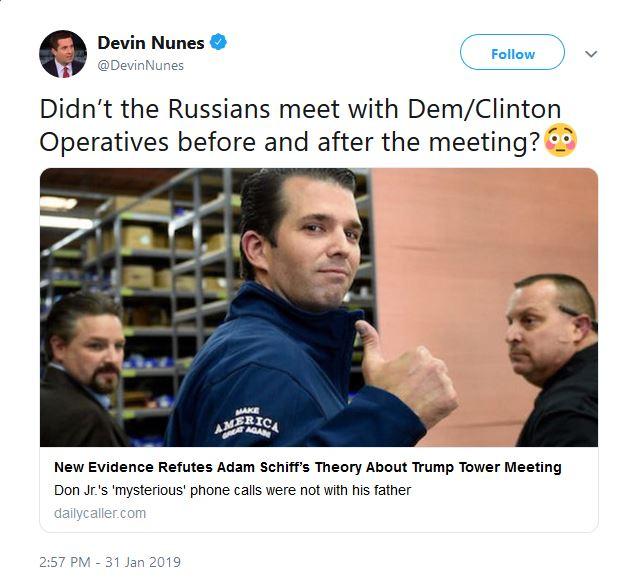 Devin Nunes
@DevinNunes
Follow
Didn’t the Russians meet with Dem/Clinton
Operatives before and after the meeting?😳
MAKE
AMERICA
GREAT AGAIN
New Evidence Refutes Adam Schiff’s Theory About Trump Tower Meeting
Don Jr.'s 'mysterious' phone calls were not with his father
dailycaller.com
2:57 PM - 31 Jan 2019